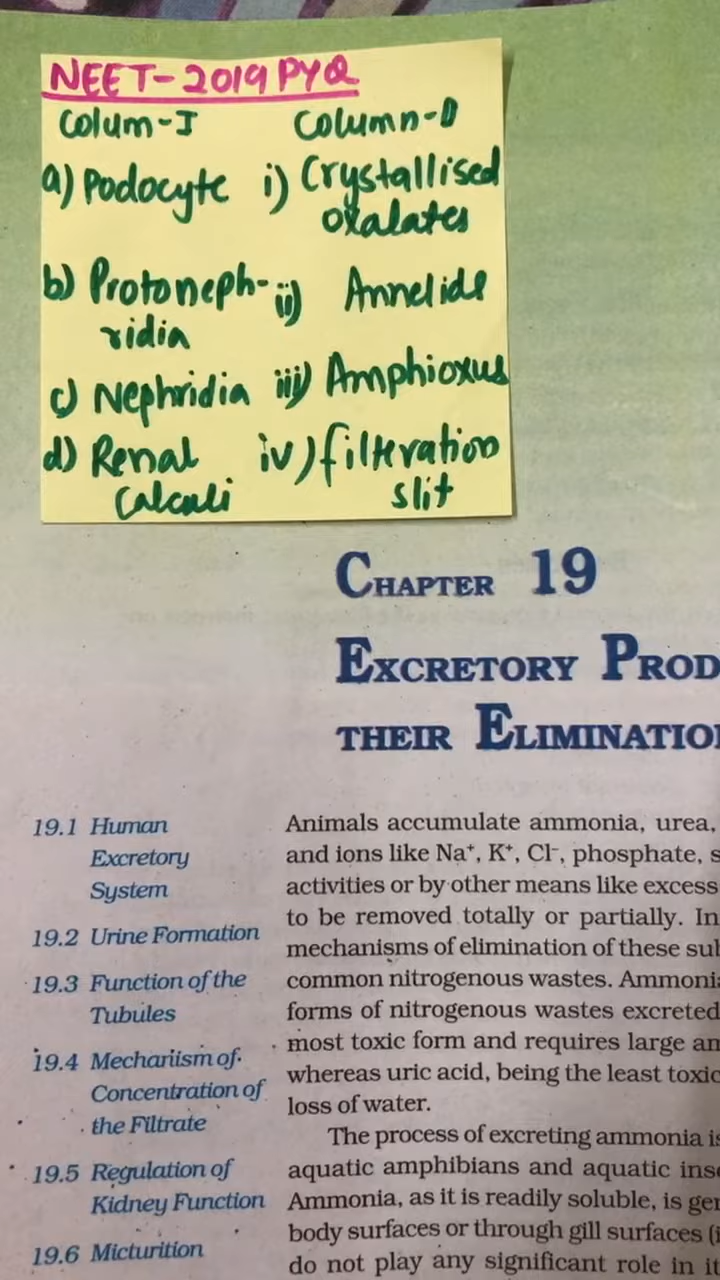 NEET-2019 PYQ
Colum-I Column-II
a) Podocyte i) Crystallised
oxalates
b) Protoneph- ii) Annelids
ridia
c) Nephridia iii) Amphioxus
d) Renal iv) filteration
Calcali slit
CHAPTER 19
EXCRETORY PROD
THEIR ELIMINATIO
19.1 Human
Excretory
System
19.2 Urine Formation
19.3 Function of the
Tubules
19.4 Mechanism of
Concentration of
the Filtrate
19.5 Regulation of
Kidney Function
19.6 Micturition
Animals accumulate ammonia, urea,
and ions like Na⁺, K⁺, Cl⁻, phosphate, s
activities or by other means like excess
to be removed totally or partially. In
mechanisms of elimination of these su
common nitrogenous wastes. Ammonia
forms of nitrogenous wastes excreted
most toxic form and requires large am
whereas uric acid, being the least toxic
loss of water.
The process of excreting ammonia is
aquatic amphibians and aquatic inse
Ammonia, as it is readily soluble, is ge
body surfaces or through gill surfaces (i
do not play any significant role in it